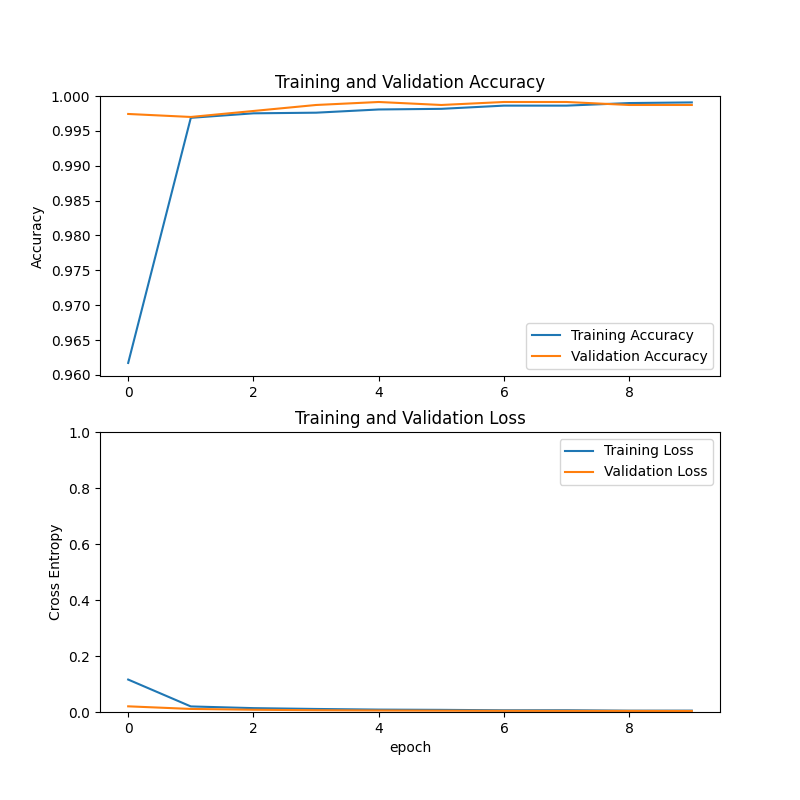 Training and Validation Accuracy
1.000
0.995
0.990
0.985
0.980
0.975
0.970
0.965
0.960
Accuracy
Training Accuracy
Validation Accuracy
0 2 4 6 8
Training and Validation Loss
1.0
0.8
0.6
0.4
0.2
0.0
Cross Entropy
Training Loss
Validation Loss
0 2 4 6 8
epoch